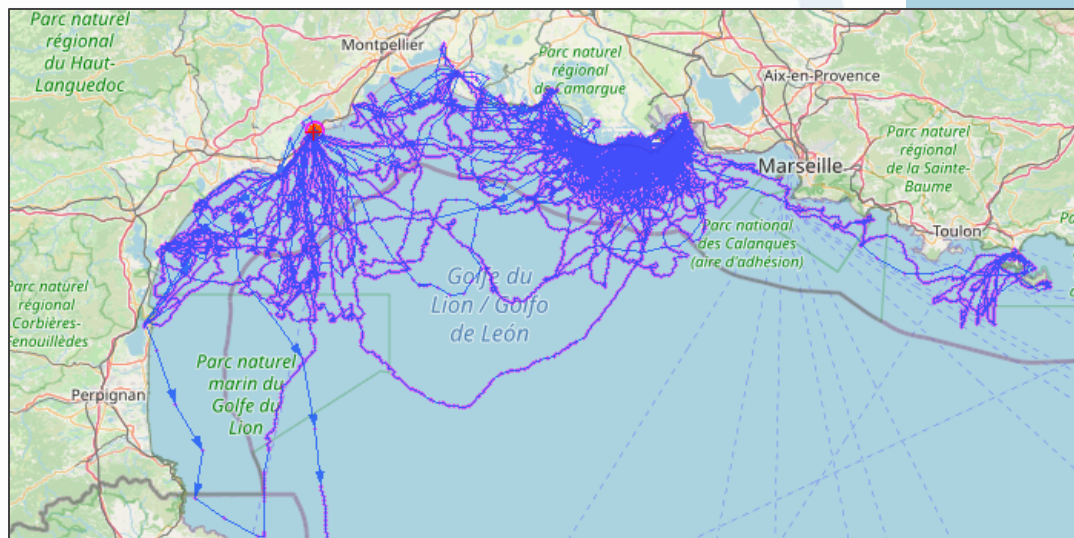 Parc naturel
régional
du Haut-
Languedoc
Montpellier
Parc naturel
régional
de Camargue
Aix-en-Provence
Parc naturel
régional
de la Sainte-
Baume
Marseille
Toulon
Parc national
des Calanques
(aire d'adhésion)
Golfe du
Lion / Golfo
de León
Parc naturel
régional
Corbières-
Fenouillèdes
Parc naturel
marin du
Golfe du
Lion
Perpignan